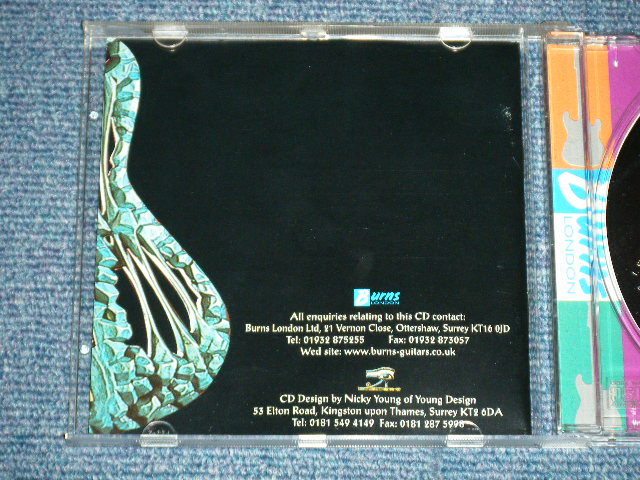 Burns
LONDON
All enquiries relating to this CD contact:
Burns London Ltd, 21 Vernon Close, Ottershaw, Surrey KT16 0JD
Tel: 01932 875255 Fax: 01932 873057
Wed site: www.burns-guitars.co.uk
CD Design by Nicky Young of Young Design
53 Elton Road, Kingston upon Thames, Surrey KT2 6DA
Tel: 0181 549 4149 Fax: 0181 287 5998
Burns
LONDON